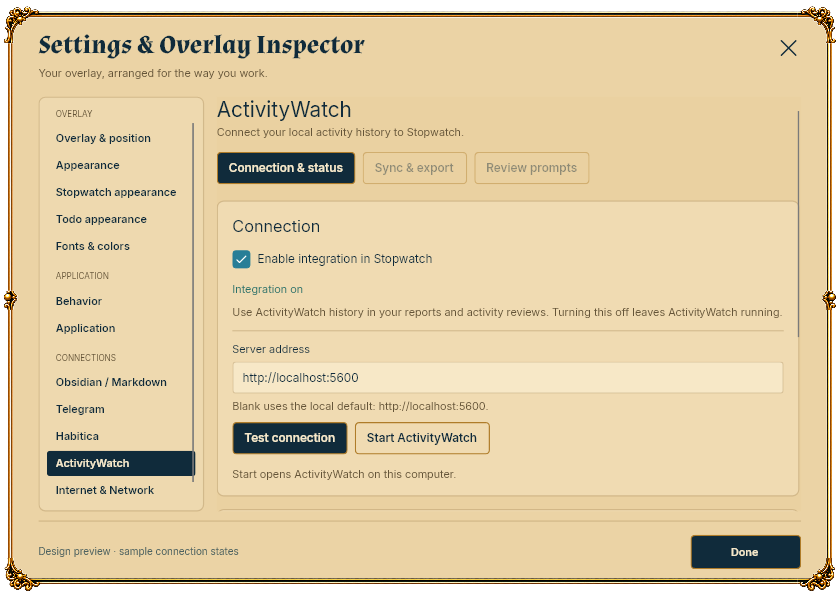 Settings & Overlay Inspector
Your overlay, arranged for the way you work.
OVERLAY
Overlay & position
Appearance
Stopwatch appearance
Todo appearance
Fonts & colors
APPLICATION
Behavior
Application
CONNECTIONS
Obsidian / Markdown
Telegram
Habitica
ActivityWatch
Internet & Network
ActivityWatch
Connect your local activity history to Stopwatch.
Connection & status
Sync & export
Review prompts
Connection
Enable integration in Stopwatch
Integration on
Use ActivityWatch history in your reports and activity reviews. Turning this off leaves ActivityWatch running.
Server address
http://localhost:5600
Blank uses the local default: http://localhost:5600.
Test connection
Start ActivityWatch
Start opens ActivityWatch on this computer.
Design preview · sample connection states
Done